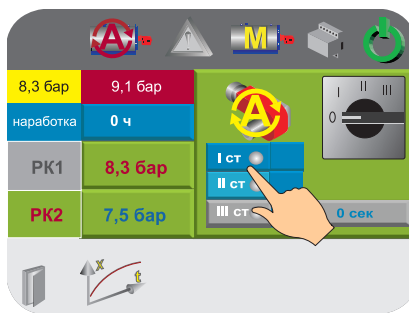 A M
8,3 бар 9,1 бар
A
I II III
0
наработка 0 ч
I ст
РК1 8,3 бар
II ст
III ст 0 сек
РК2 7,5 бар
x
t